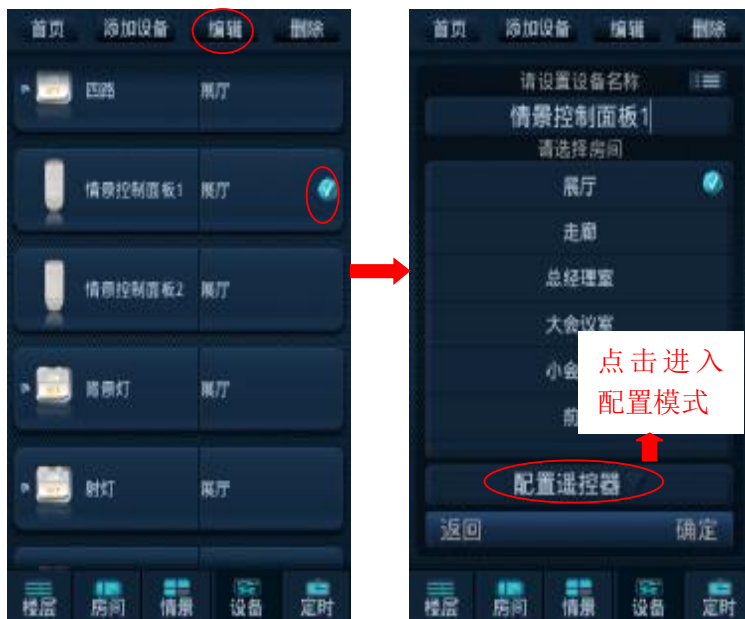 首页 添加设备 编辑 删除
四路 展厅
情景控制面板1 展厅
情景控制面板2 展厅
展厅
射灯 展厅
楼层 房间 情景 设备 定时
首页 添加设备 编辑 删除
请设置设备名称
情景控制面板1
请选择房间
展厅
走廊
总经理室
大会议室
小会
前
点击进入
配置模式
配置遥控器
返回 确定
楼层 房间 情景 设备 定时